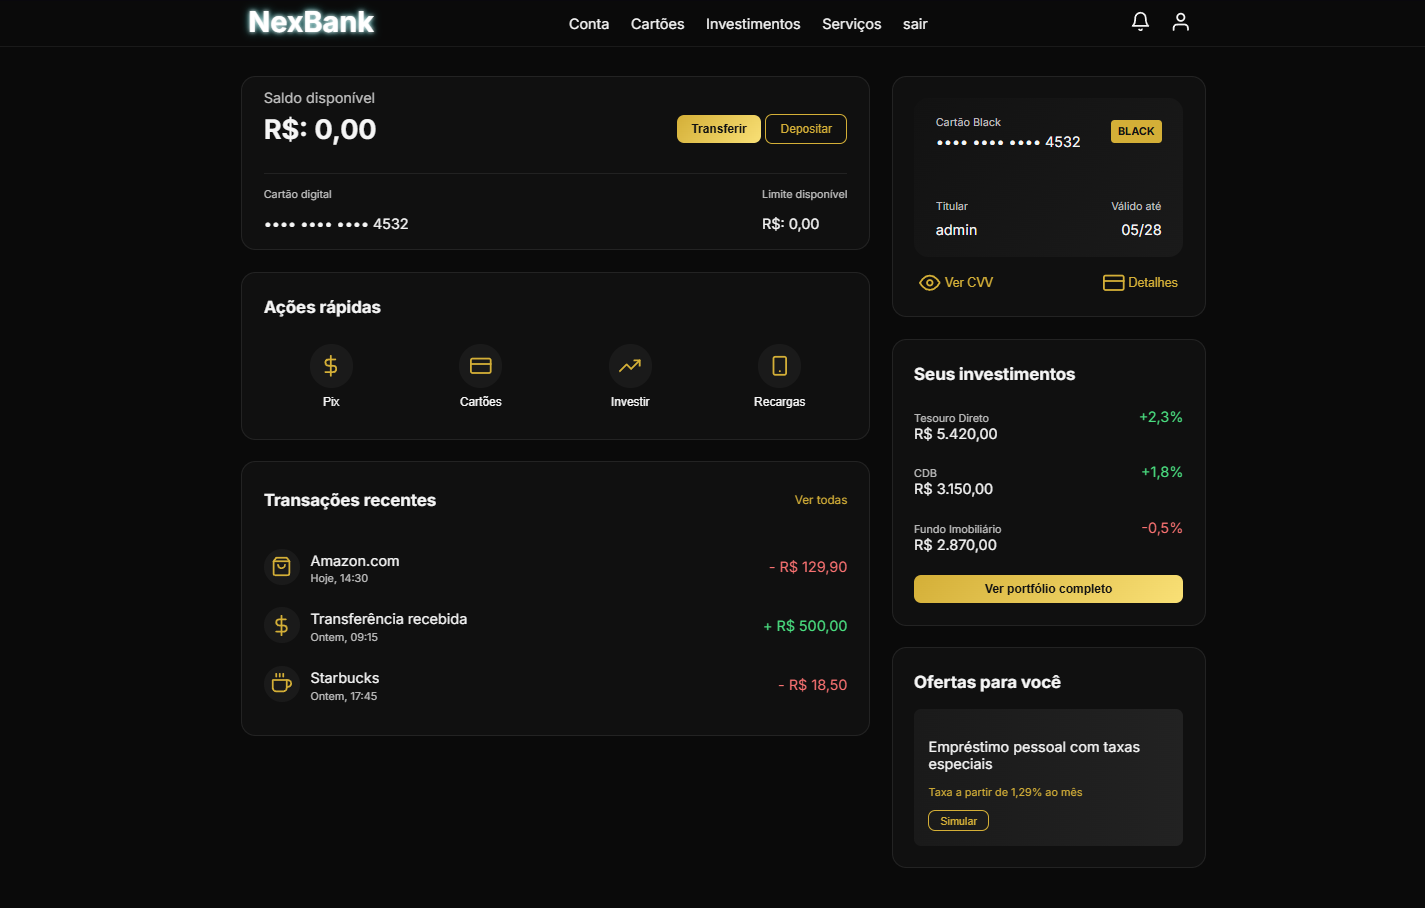 NexBank
Conta Cartões Investimentos Serviços sair
Saldo disponível
R$: 0,00
Transferir Depositar
Cartão digital Limite disponível
•••• •••• •••• 4532 R$: 0,00
Ações rápidas
Pix Cartões Investir Recargas
Transações recentes Ver todas
Amazon.com
Hoje, 14:30
- R$ 129,90
Transferência recebida
Ontem, 09:15
+ R$ 500,00
Starbucks
Ontem, 17:45
- R$ 18,50
Cartão Black
•••• •••• •••• 4532
BLACK
Titular Válido até
admin 05/28
Ver CVV Detalhes
Seus investimentos
Tesouro Direto
R$ 5.420,00
+2,3%
CDB
R$ 3.150,00
+1,8%
Fundo Imobiliário
R$ 2.870,00
-0,5%
Ver portfólio completo
Ofertas para você
Empréstimo pessoal com taxas
especiais
Taxa a partir de 1,29% ao mês
Simular